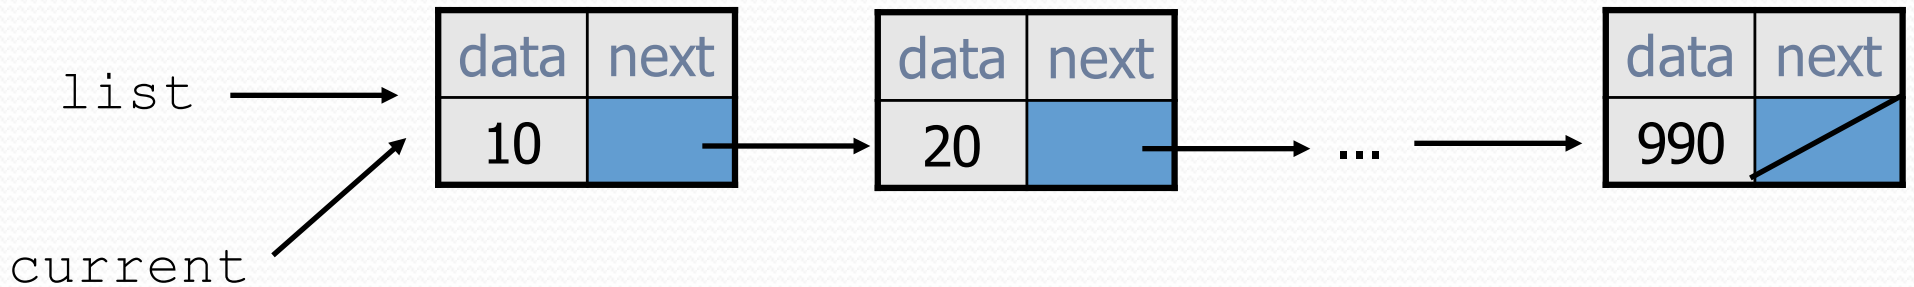 data next data next data next
list
10 20 ... 990
current